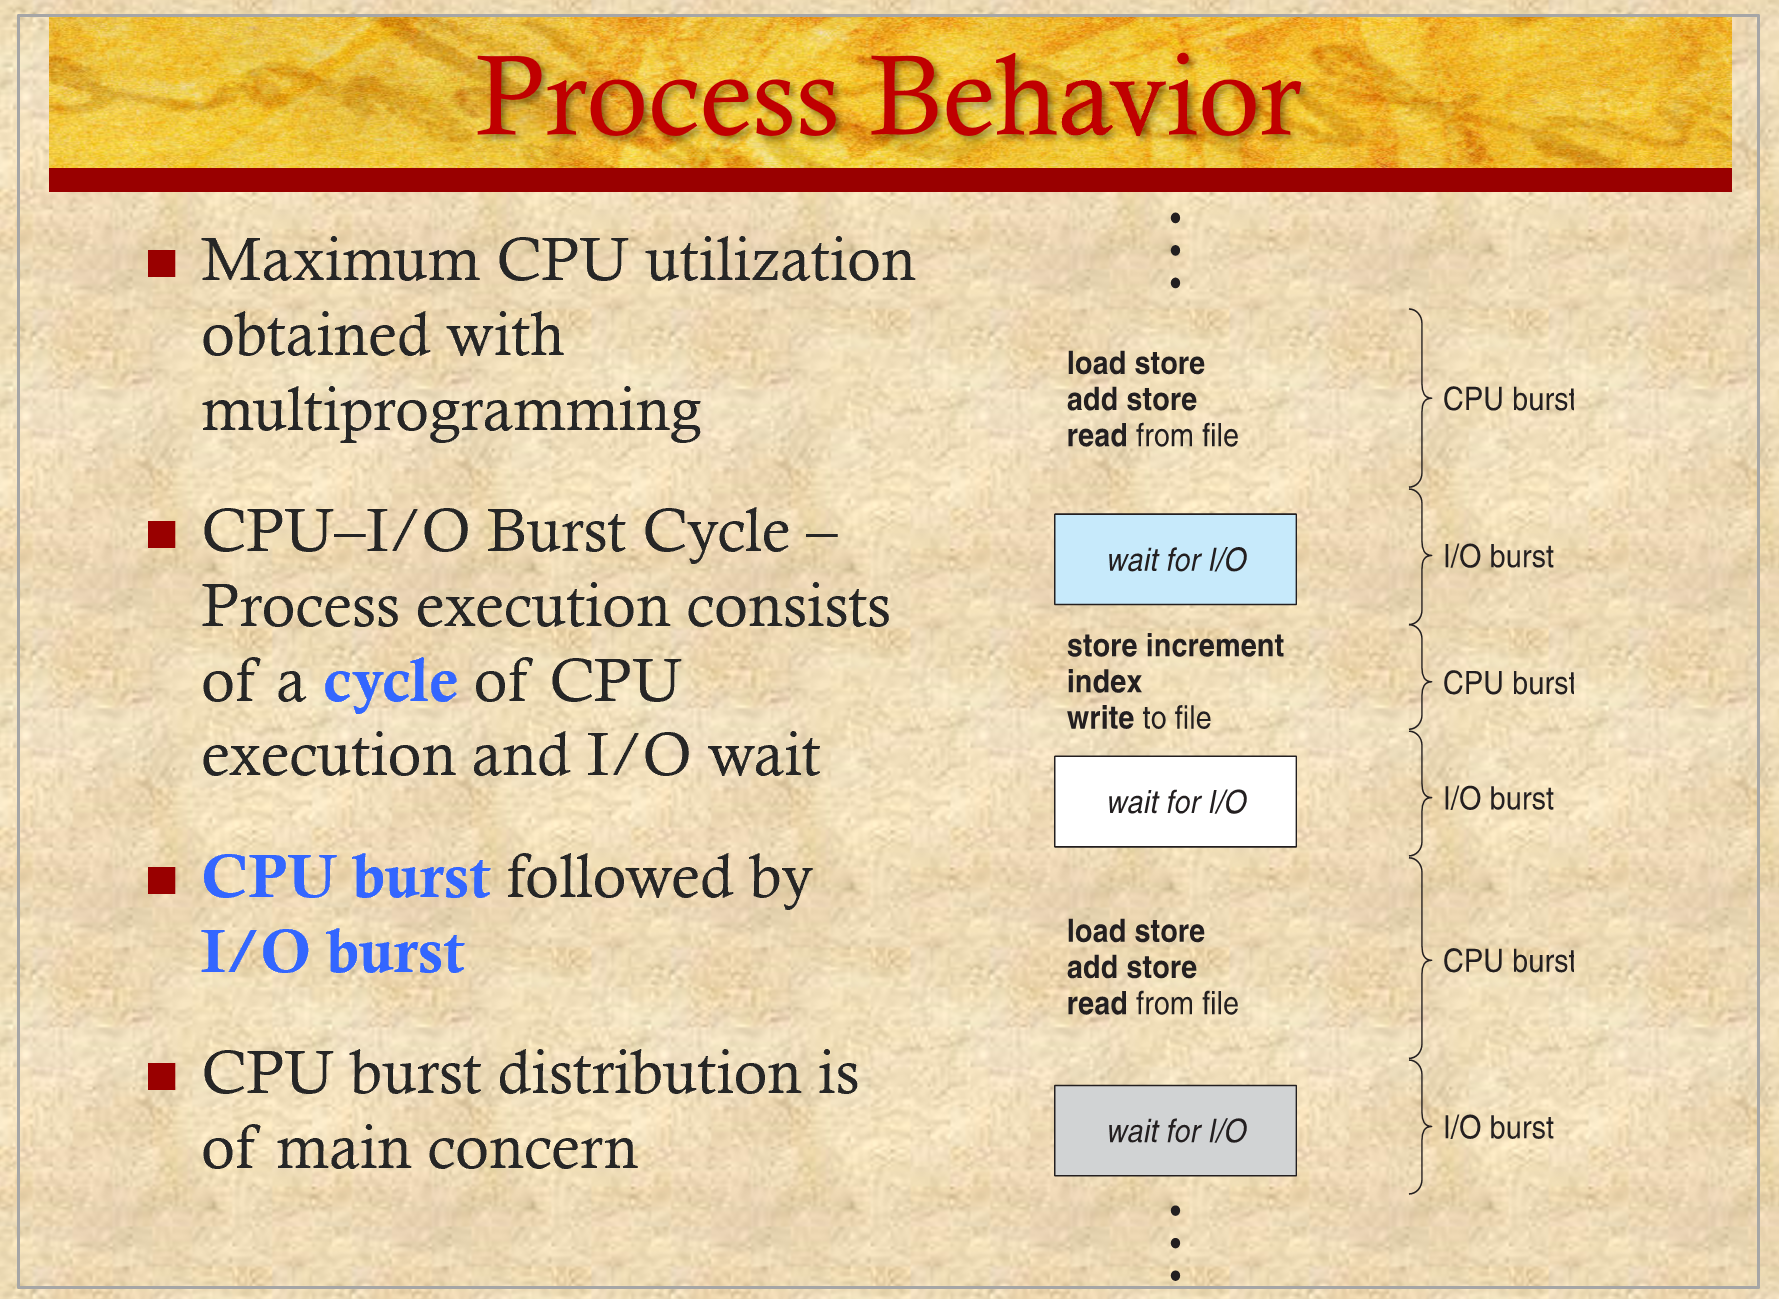 Process Behavior
Maximum CPU utilization
obtained with
multiprogramming
CPU–I/O Burst Cycle –
Process execution consists
of a cycle of CPU
execution and I/O wait
CPU burst followed by
I/O burst
CPU burst distribution is
of main concern
load store
add store
read from file
CPU burst
wait for I/O
I/O burst
store increment
index
write to file
CPU burst
wait for I/O
I/O burst
load store
add store
read from file
CPU burst
wait for I/O
I/O burst